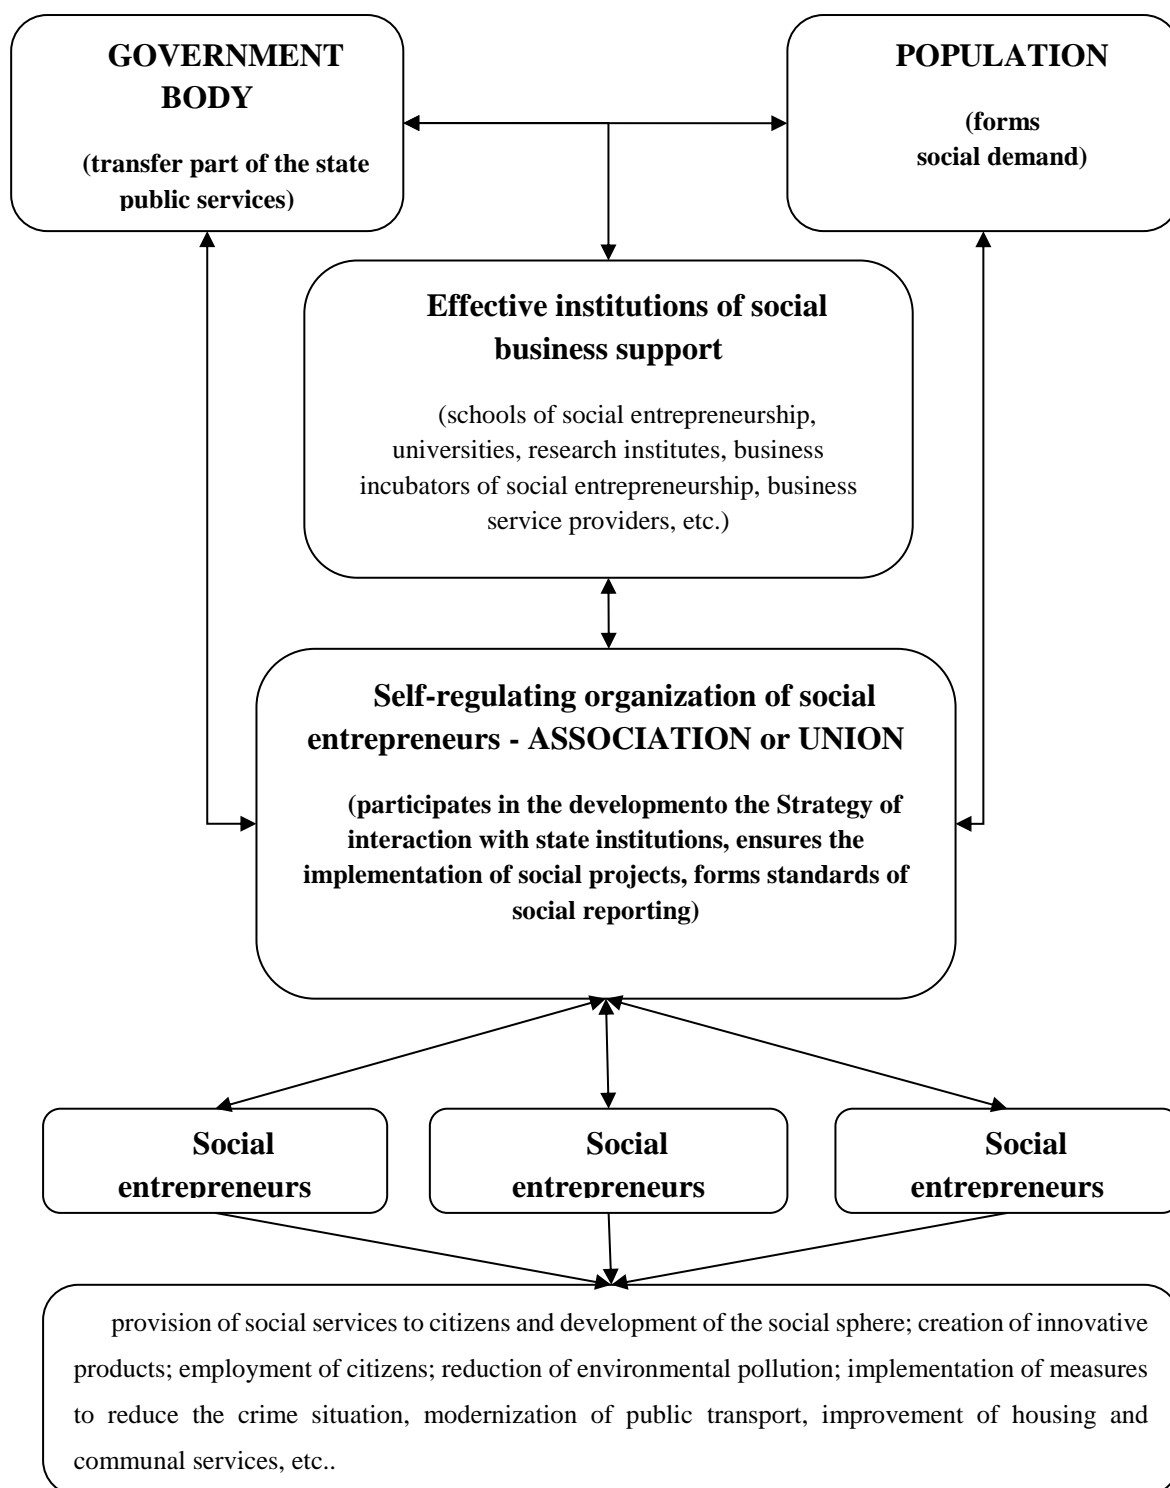 GOVERNMENT
BODY
(transfer part of the state
public services)
POPULATION
(forms
social demand)
Effective institutions of social
business support
(schools of social entrepreneurship,
universities, research institutes, business
incubators of social entrepreneurship, business
service providers, etc.)
Self-regulating organization of social
entrepreneurs - ASSOCIATION or UNION
(participates in the developmento the Strategy of
interaction with state institutions, ensures the
implementation of social projects, forms standards of
social reporting)
Social
entrepreneurs
Social
entrepreneurs
Social
entrepreneurs
provision of social services to citizens and development of the social sphere; creation of innovative
products; employment of citizens; reduction of environmental pollution; implementation of measures
to reduce the crime situation, modernization of public transport, improvement of housing and
communal services, etc..